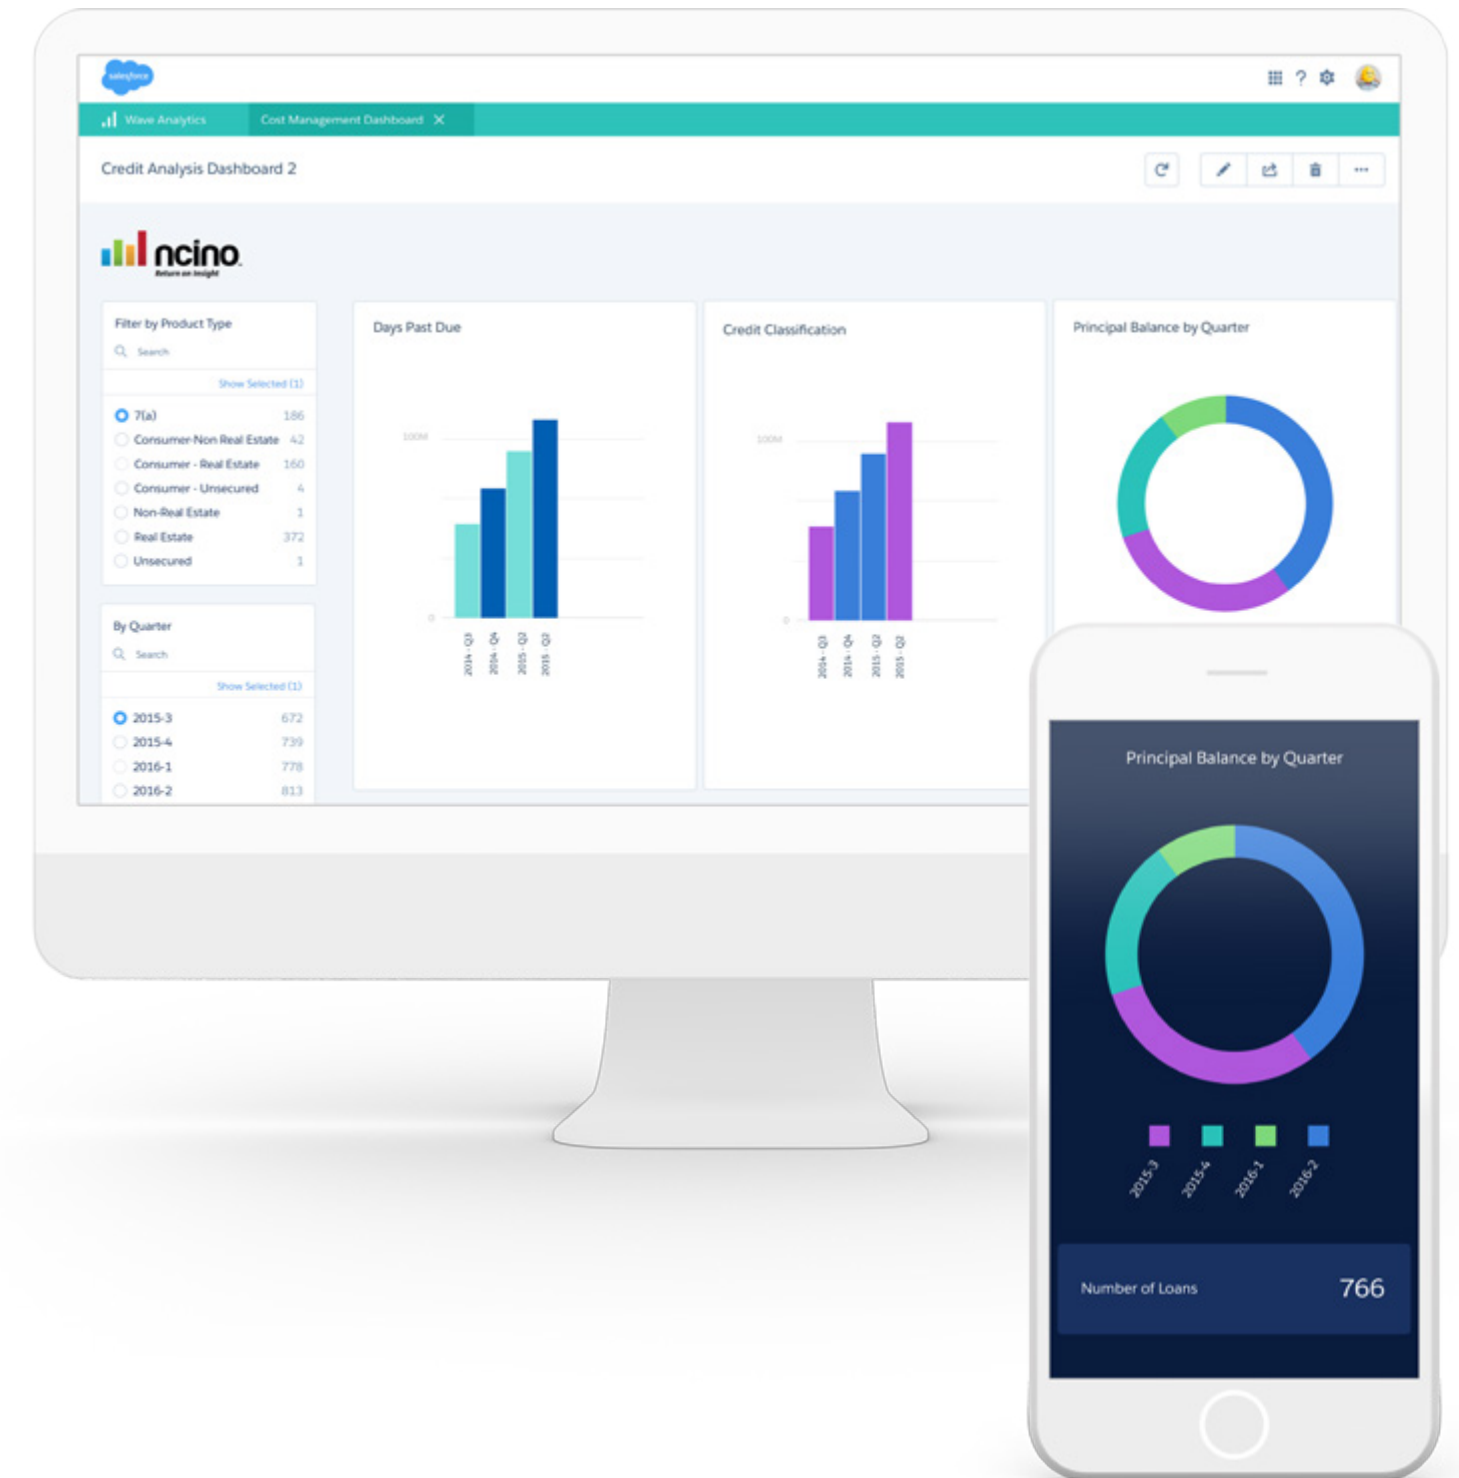 salesforce
Wave Analytics
Cost Management Dashboard
Credit Analysis Dashboard 2
ncino
Return on Insight
Filter by Product Type
Search
Show Selected (1)
7(a) 186
Consumer-Non Real Estate 42
Consumer - Real Estate 160
Consumer - Unsecured 4
Non-Real Estate 1
Real Estate 372
Unsecured 1
By Quarter
Search
Show Selected (1)
2015-3 672
2015-4 739
2016-1 778
2016-2 813
Days Past Due
100M
0
2014 - Q3
2014 - Q4
2015 - Q2
2015 - Q2
Credit Classification
100M
0
2014 - Q3
2014 - Q4
2015 - Q2
2015 - Q2
Principal Balance by Quarter
Principal Balance by Quarter
2015-3
2015-4
2016-1
2016-2
Number of Loans 766